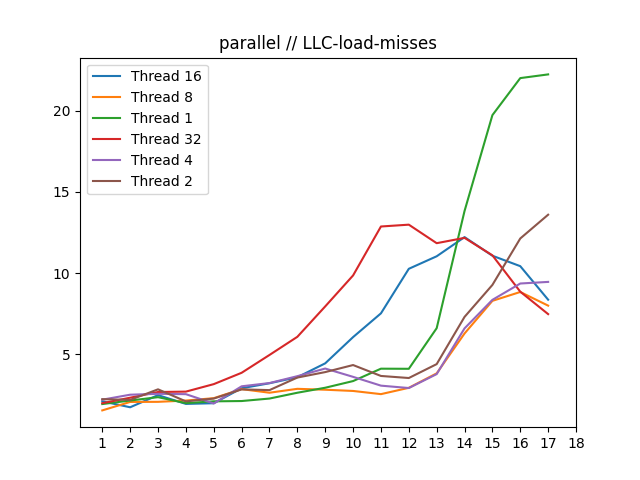 parallel // LLC-load-misses
Thread 16
Thread 8
Thread 1
Thread 32
Thread 4
Thread 2
20
15
10
5
1 2 3 4 5 6 7 8 9 10 11 12 13 14 15 16 17 18